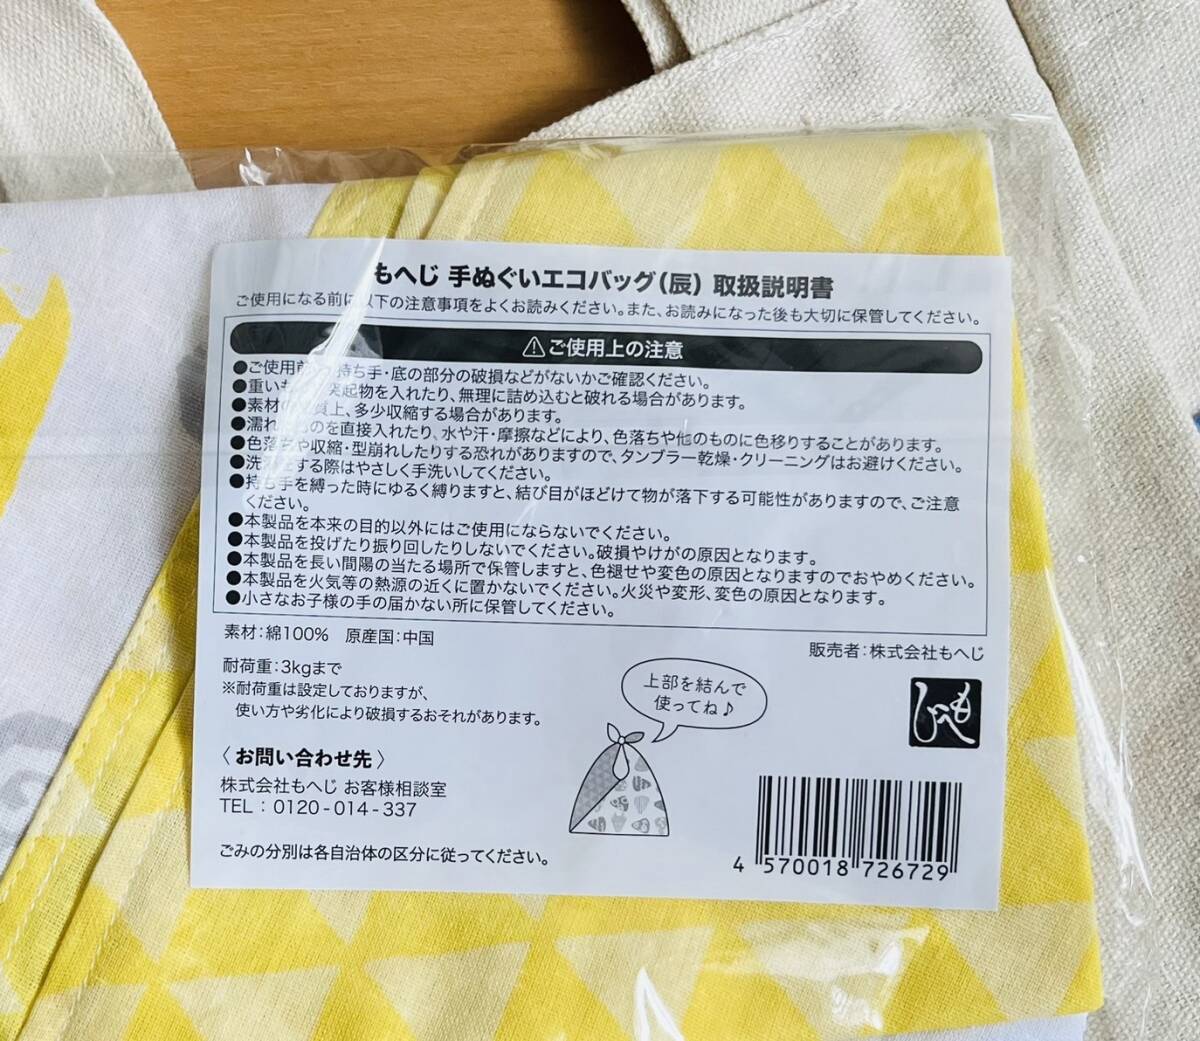 もへじ 手ぬぐいエコバッグ(辰) 取扱説明書
ご使用になる前に以下の注意事項をよくお読みください。また、お読みになった後も大切に保管してください。
⚠ご使用上の注意
●ご使用前 持ち手・底の部分の破損などがないかご確認ください。
●重いも 突起物を入れたり、無理に詰め込むと破れる場合があります。
●素材の 質上、多少収縮する場合があります。
●濡れたものを直接入れたり、水や汗・摩擦などにより、色落ちや他のものに色移りすることがあります。
●色落ちや収縮・型崩れしたりする恐れがありますので、タンブラー乾燥・クリーニングはお避けください。
●洗濯をする際はやさしく手洗いしてください。
●持ち手を縛った時にゆるく縛りますと、結び目がほどけて物が落下する可能性がありますので、ご注意
ください。
●本製品を本来の目的以外にはご使用にならないでください。
●本製品を投げたり振り回したりしないでください。破損やけがの原因となります。
●本製品を長い間陽の当たる場所で保管しますと、色褪せや変色の原因となりますのでおやめください。
●本製品を火気等の熱源の近くに置かないでください。火災や変形、変色の原因となります。
●小さなお子様の手の届かない所に保管してください。
素材:綿100% 原産国:中国
販売者:株式会社もへじ
耐荷重:3kgまで
※耐荷重は設定しておりますが、
使い方や劣化により破損するおそれがあります。
上部を結んで
使ってね♪
もへじ
〈お問い合わせ先〉
株式会社もへじ お客様相談室
TEL : 0120-014-337
ごみの分別は各自治体の区分に従ってください。
4 570018 726729